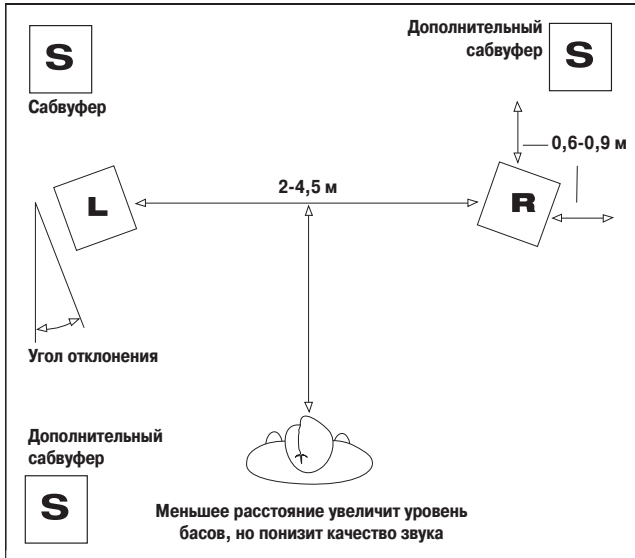 S
Сабвуфер
Дополнительный
сабвуфер
S
0,6-0,9 м
2-4,5 м
L
R
Угол отклонения
Дополнительный
сабвуфер
S
Меньшее расстояние увеличит уровень
басов, но понизит качество звука